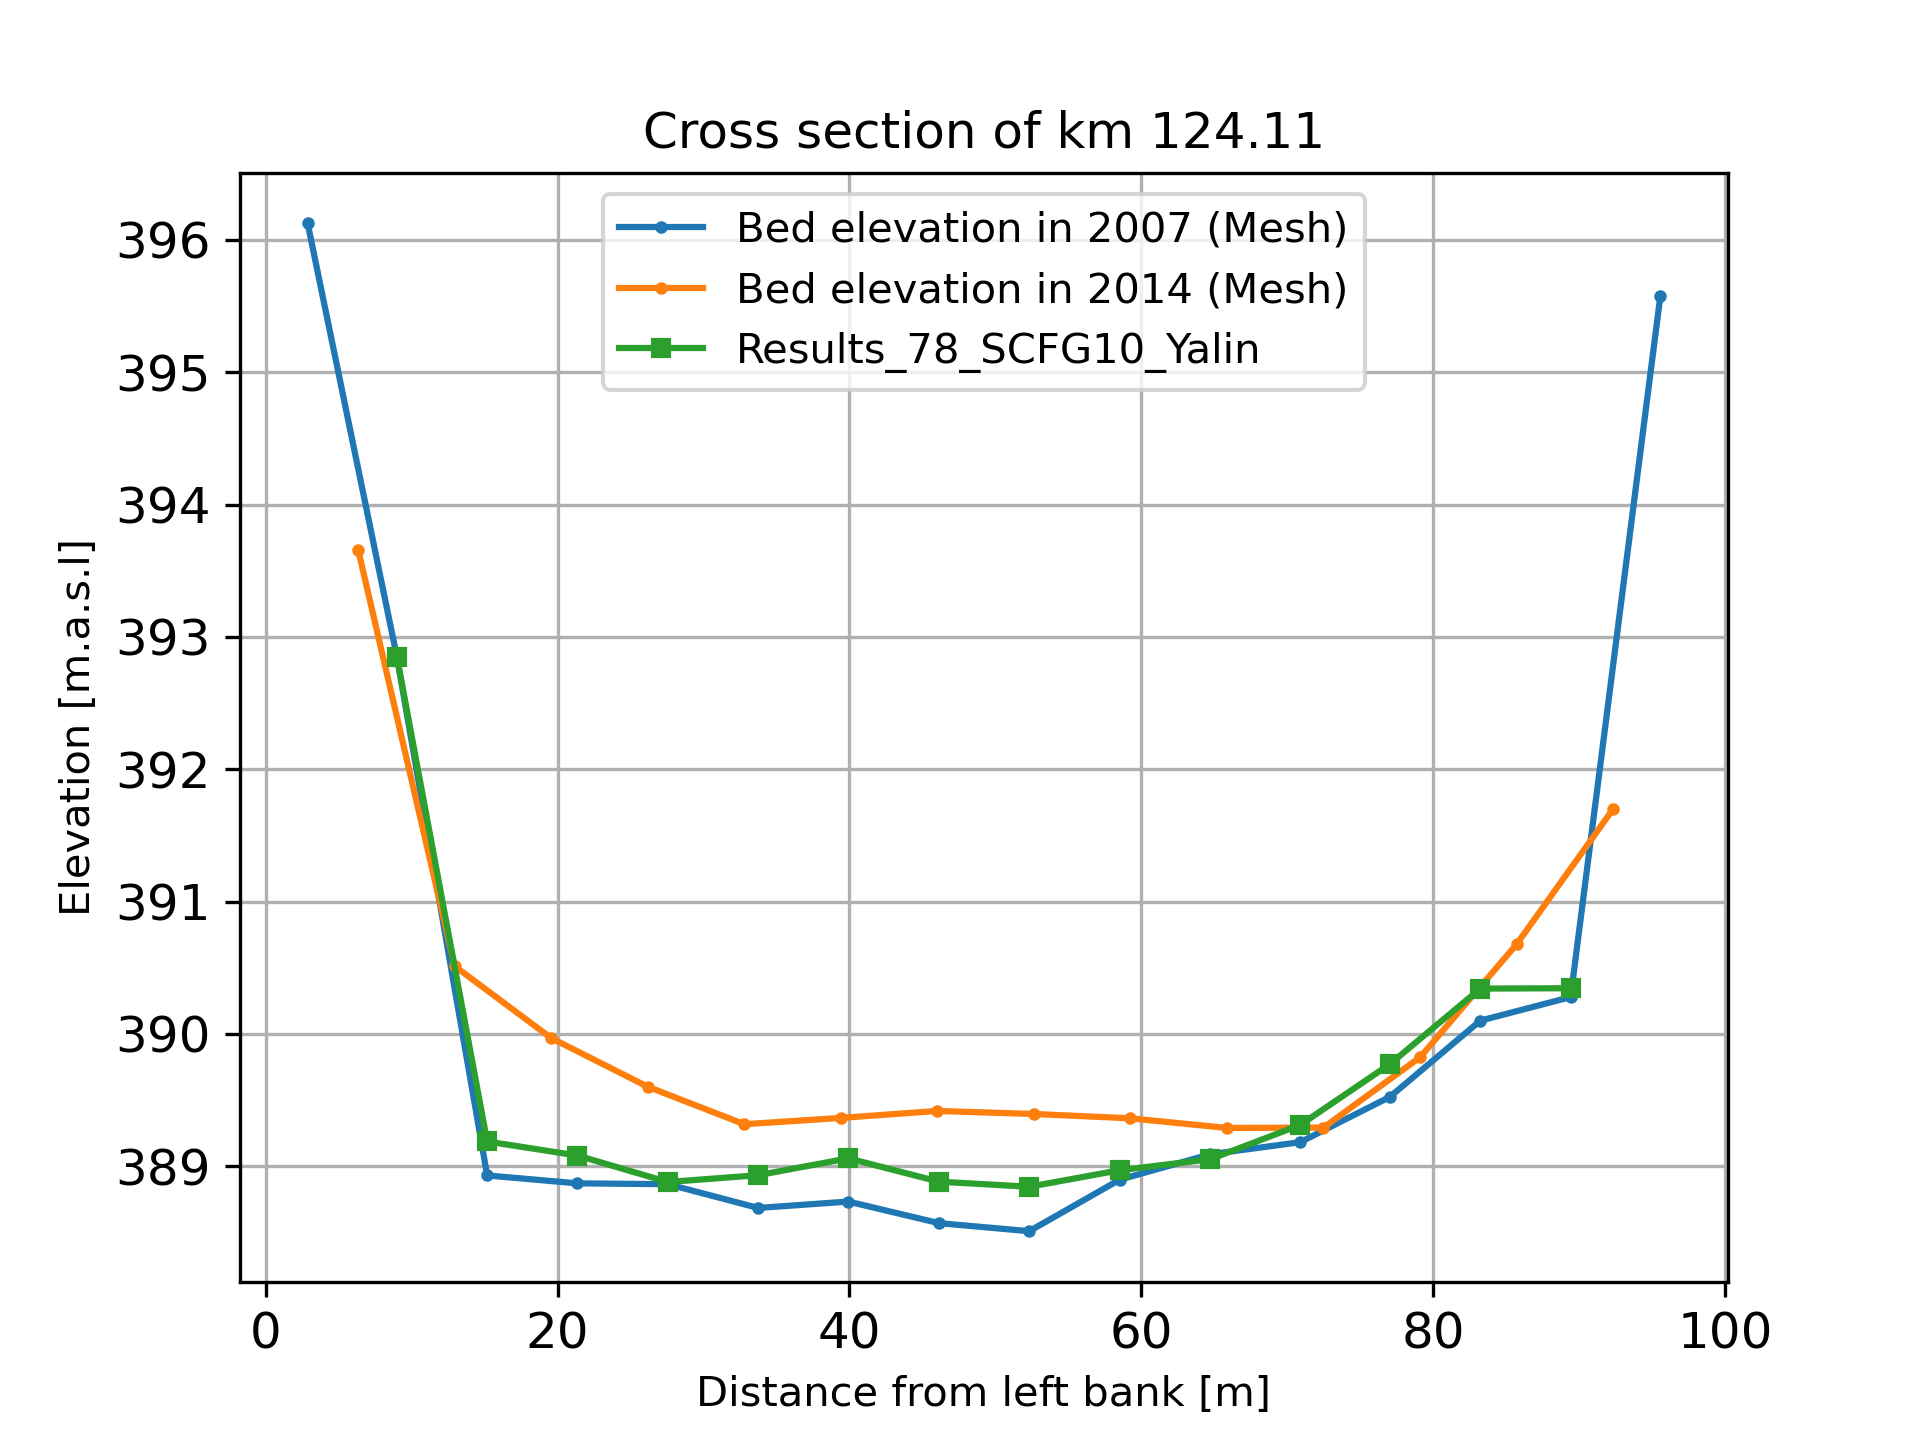 Cross section of km 124.11
Bed elevation in 2007 (Mesh)
Bed elevation in 2014 (Mesh)
Results_78_SCFG10_Yalin
396
395
394
393
392
391
390
389
Elevation [m.a.s.l]
0 20 40 60 80 100
Distance from left bank [m]